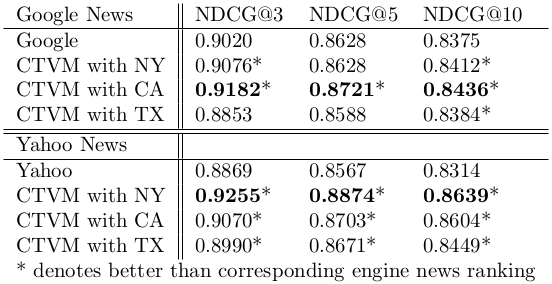 Google News NDCG@3 NDCG@5 NDCG@10
Google 0.9020 0.8628 0.8375
CTVM with NY 0.9076* 0.8628 0.8412*
CTVM with CA 0.9182* 0.8721* 0.8436*
CTVM with TX 0.8853 0.8588 0.8384*
Yahoo News
Yahoo 0.8869 0.8567 0.8314
CTVM with NY 0.9255* 0.8874* 0.8639*
CTVM with CA 0.9070* 0.8703* 0.8604*
CTVM with TX 0.8990* 0.8671* 0.8449*
* denotes better than corresponding engine news ranking